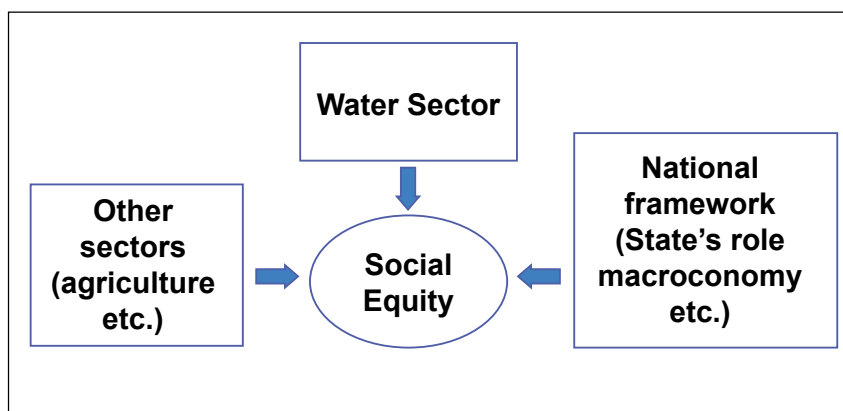 Water Sector
Other
sectors
(agriculture
etc.)
Social
Equity
National
framework
(State’s role
macroconomy
etc.)